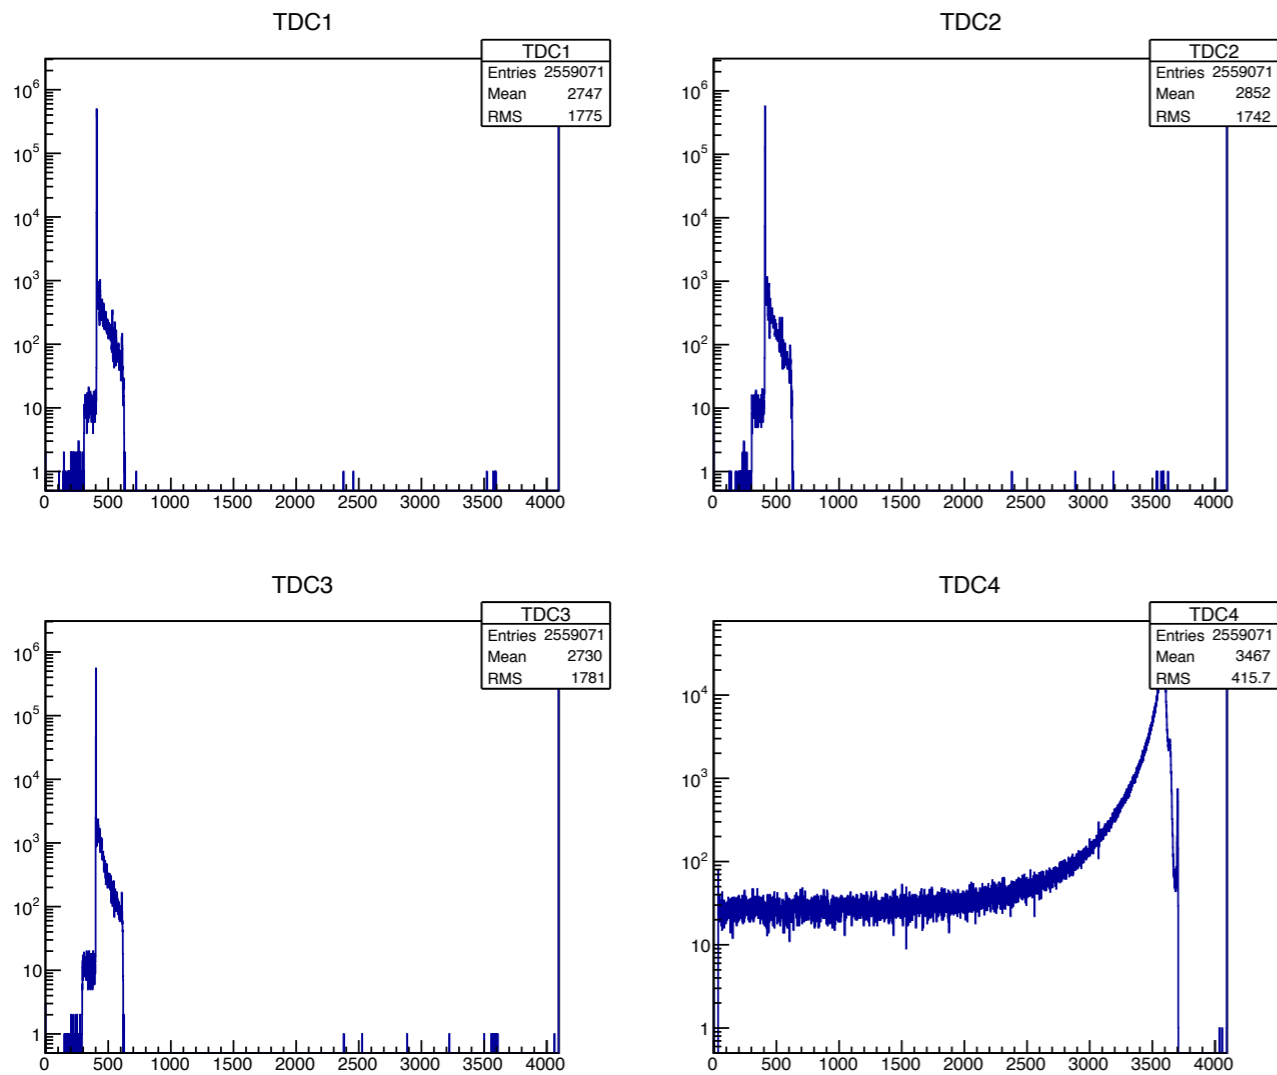 TDC1
TDC1
Entries 2559071
Mean 2747
RMS 1775
10^6
10^5
10^4
10^3
10^2
10
1
0 500 1000 1500 2000 2500 3000 3500 4000
TDC2
TDC2
Entries 2559071
Mean 2852
RMS 1742
10^6
10^5
10^4
10^3
10^2
10
1
0 500 1000 1500 2000 2500 3000 3500 4000
TDC3
TDC3
Entries 2559071
Mean 2730
RMS 1781
10^6
10^5
10^4
10^3
10^2
10
1
0 500 1000 1500 2000 2500 3000 3500 4000
TDC4
TDC4
Entries 2559071
Mean 3467
RMS 415.7
10^4
10^3
10^2
10
1
0 500 1000 1500 2000 2500 3000 3500 4000